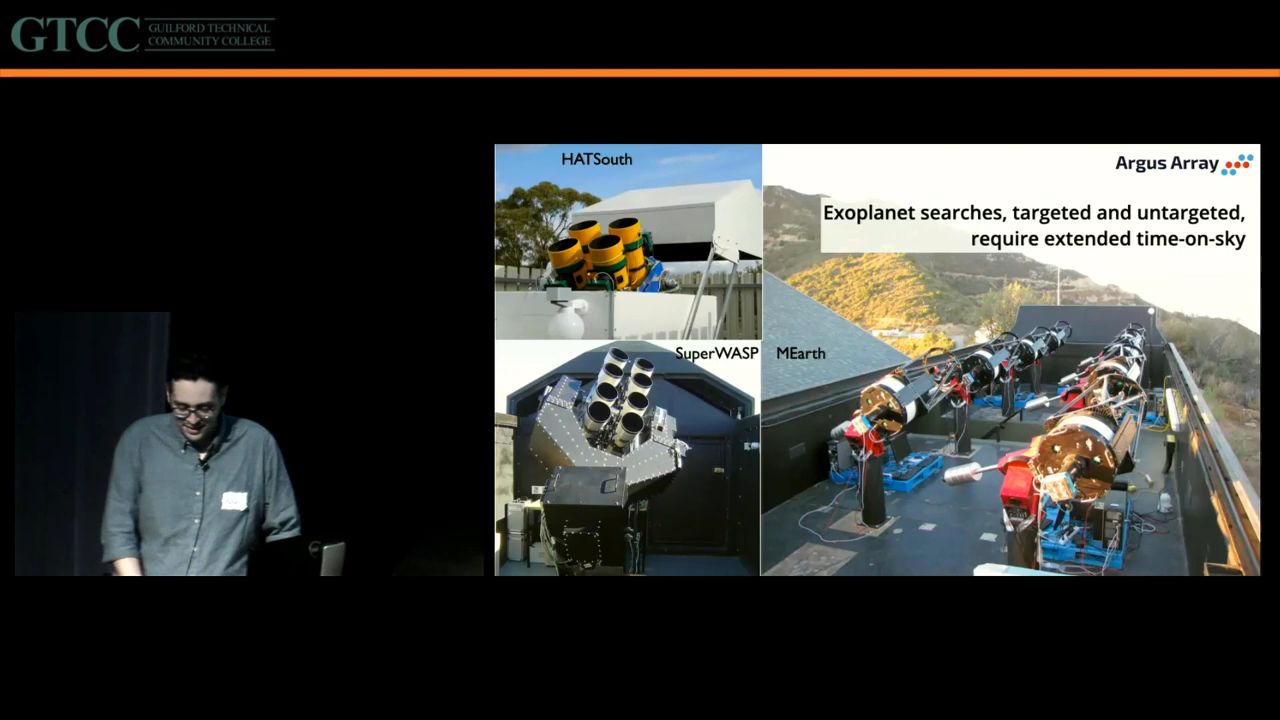 GTCC
GUILFORD TECHNICAL
COMMUNITY COLLEGE
HATSouth
Argus Array
Exoplanet searches, targeted and untargeted,
require extended time-on-sky
SuperWASP
MEarth